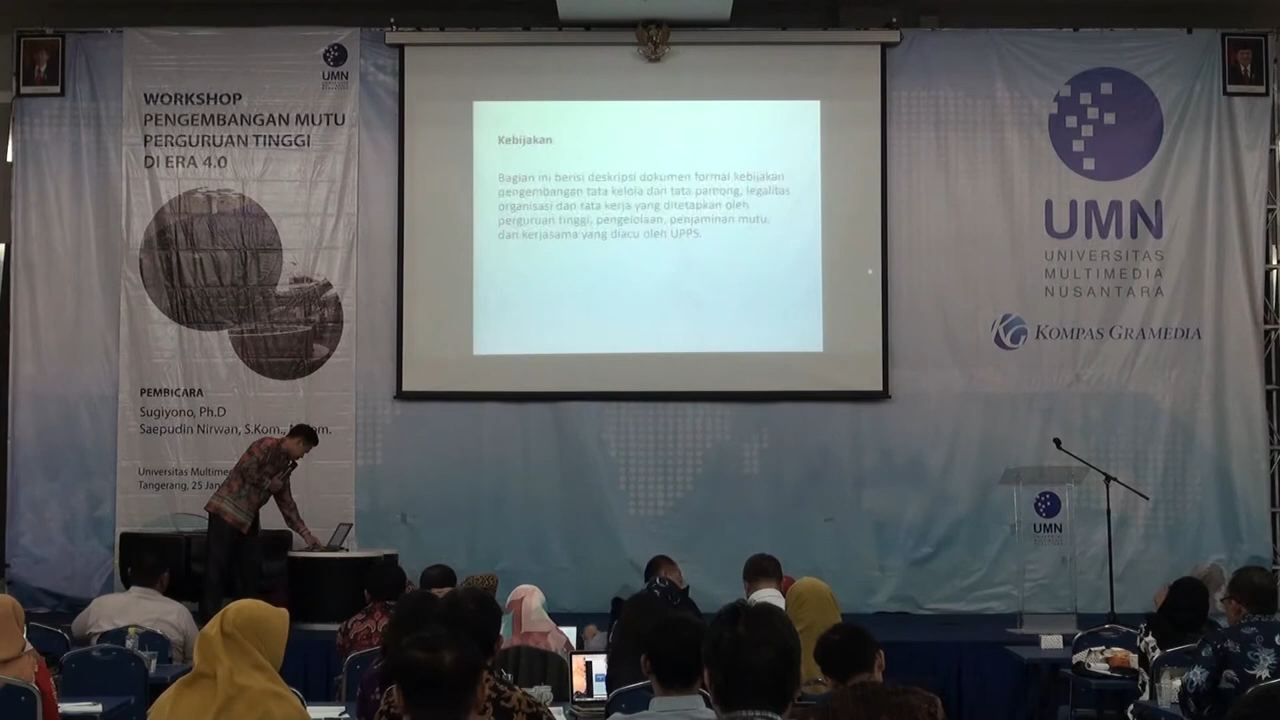 UMN
WORKSHOP
PENGEMBANGAN MUTU
PERGURUAN TINGGI
DI ERA 4.0
PEMBICARA
Sugiyono, Ph.D
Saepudin Nirwan, S.Kom.,
Universitas
Tangerang, 25
Kebijakan
Bagian ini berisi deskripsi dokumen formal kebijakan
pengembangan tata kelola dan tata pamong, legalitas
organisasi dan tata kerja yang ditetapkan oleh
perguruan tinggi, pengelolaan, penjaminan mutu,
dan kerjasama yang diacu oleh UPPS.
UMN
UNIVERSITAS
MULTIMEDIA
NUSANTARA
KG KOMPAS GRAMEDIA
UMN